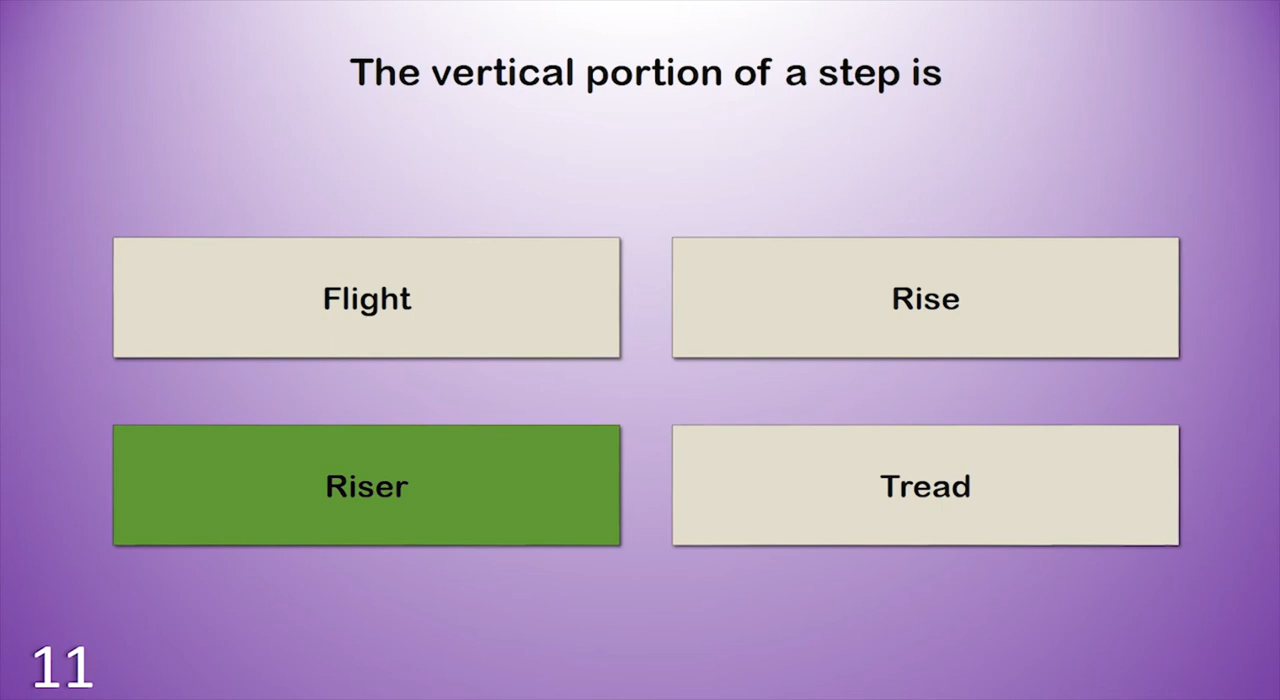 The vertical portion of a step is
Flight
Rise
Riser
Tread
11